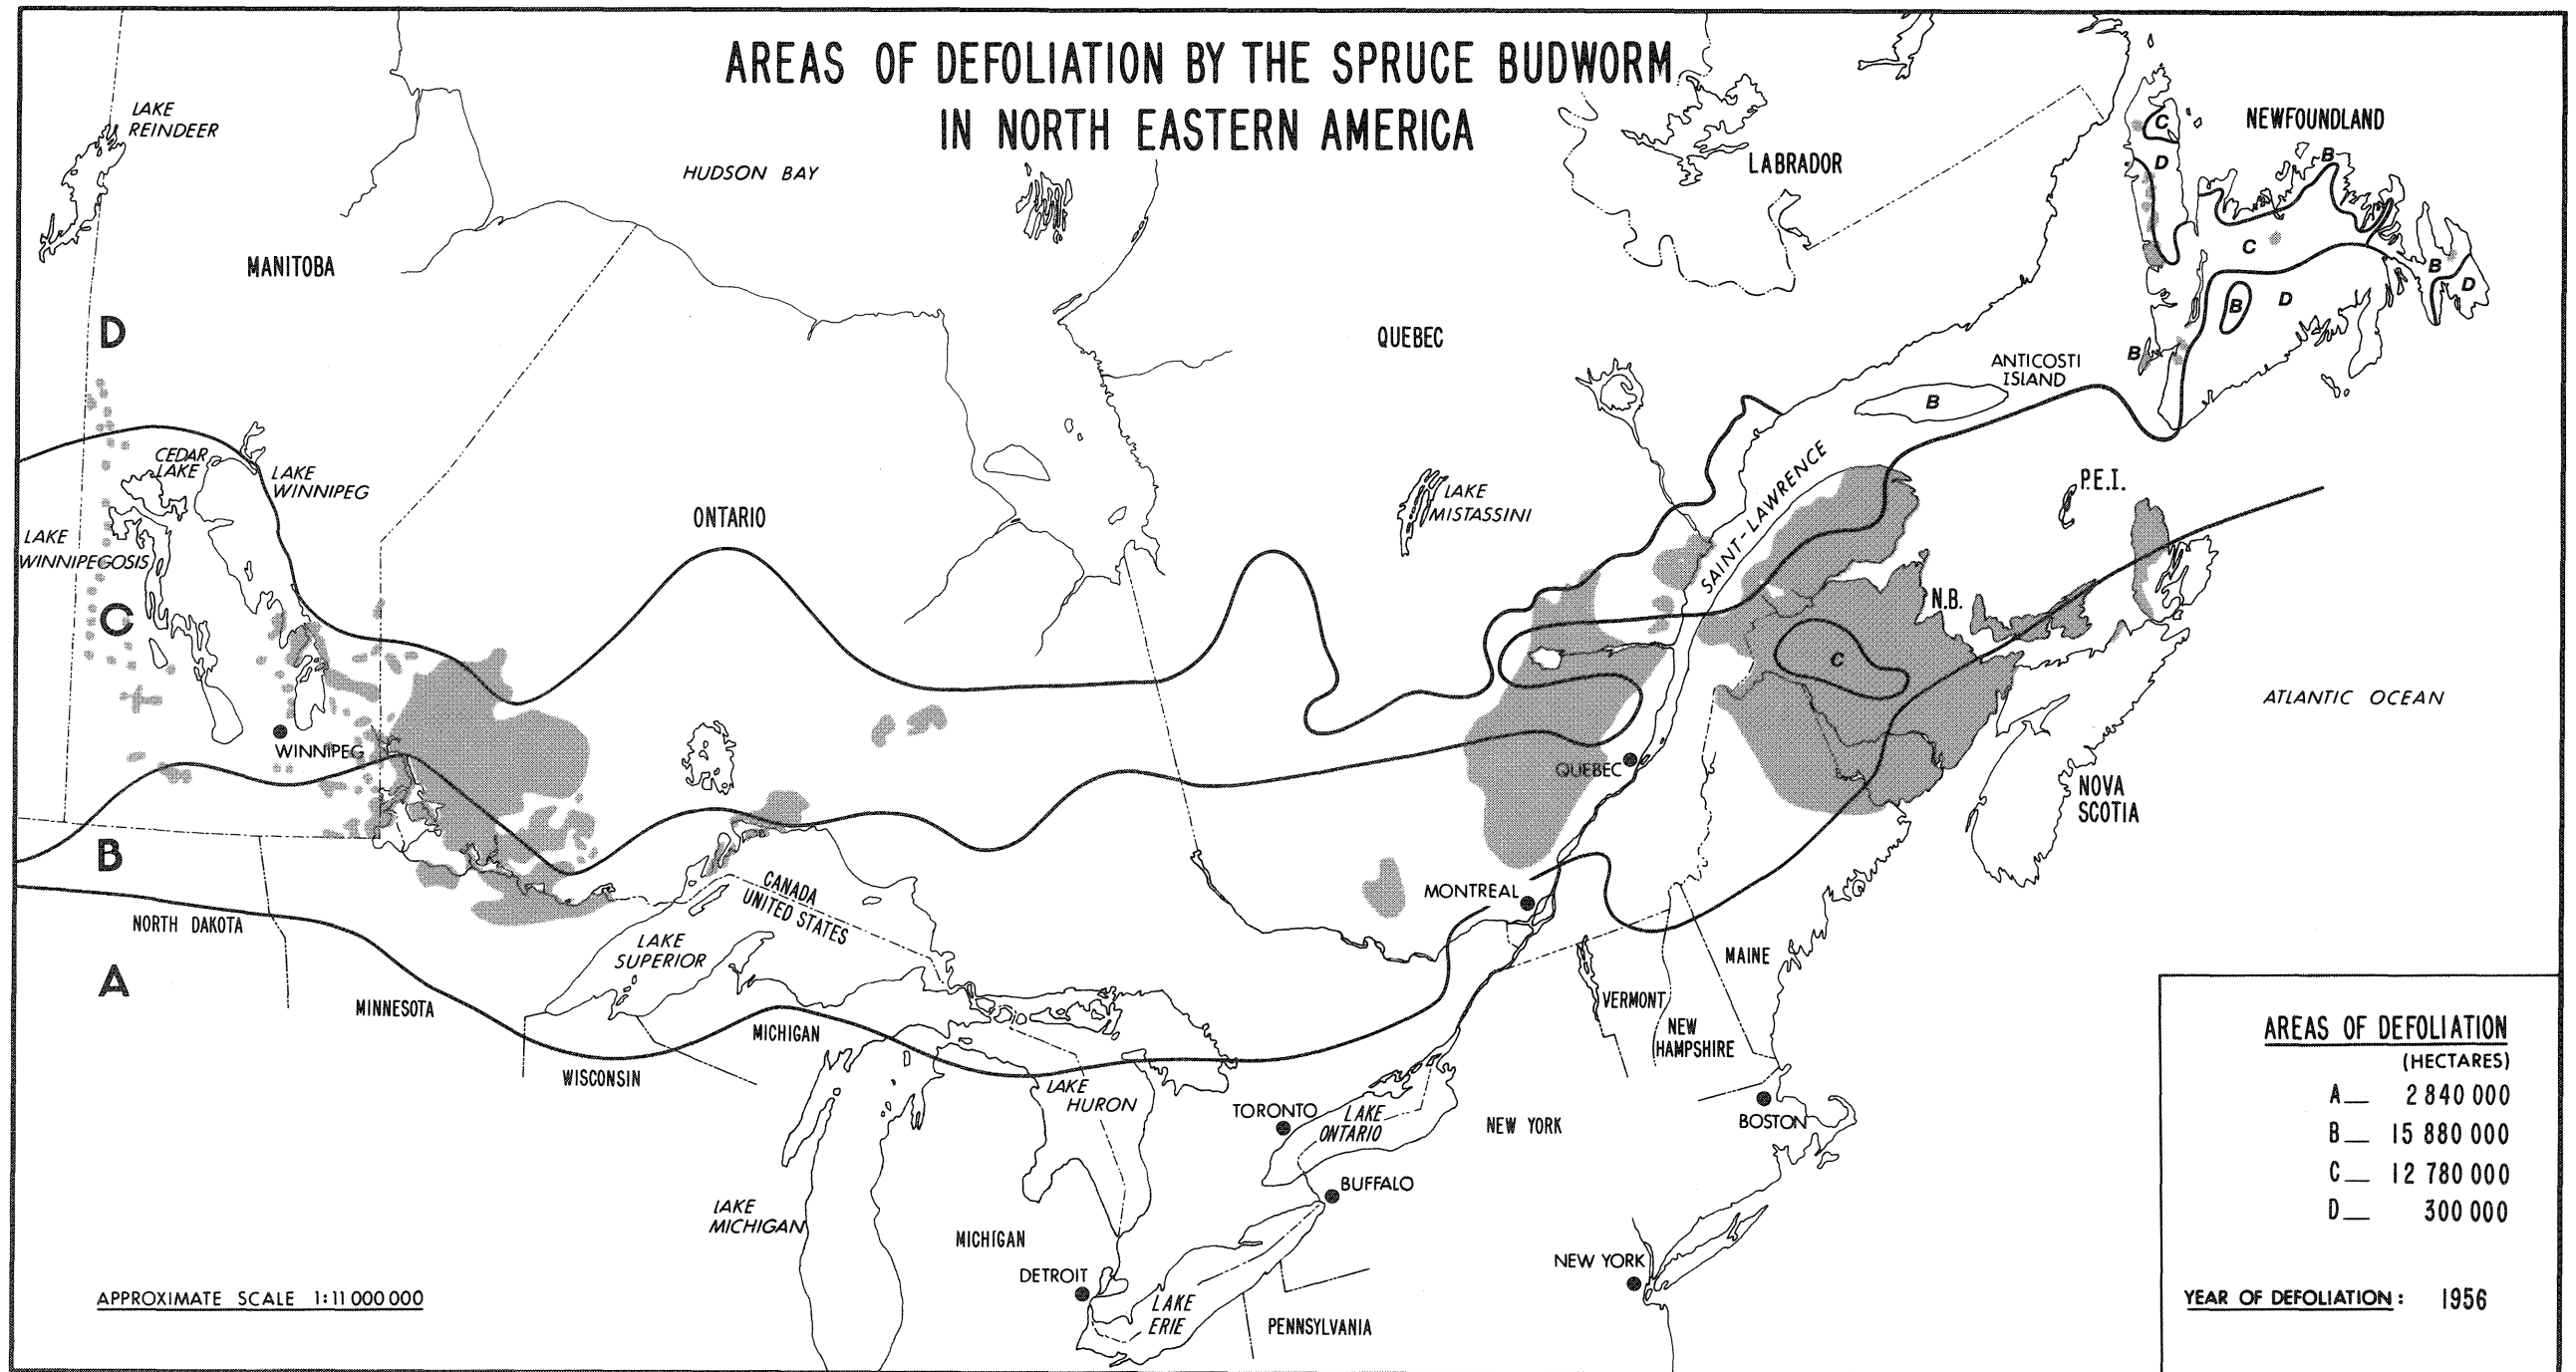 AREAS OF DEFOLIATION BY THE SPRUCE BUDWORM
IN NORTH EASTERN AMERICA
LAKE
REINDEER
HUDSON BAY
LABRADOR
NEWFOUNDLAND
C
D
B
C
B
D
B
D
B
MANITOBA
D
QUEBEC
ANTICOSTI
ISLAND
B
CEDAR
LAKE
LAKE
WINNIPEG
LAKE
WINNIPEGOSIS
ONTARIO
LAKE
MISTASSINI
SAINT-LAWRENCE
P.E.I.
C
N.B.
C
ATLANTIC OCEAN
WINNIPEG
QUEBEC
NOVA
SCOTIA
B
MONTREAL
CANADA
UNITED STATES
NORTH DAKOTA
LAKE
SUPERIOR
MAINE
A
MINNESOTA
MICHIGAN
VERMONT
NEW
HAMPSHIRE
WISCONSIN
LAKE
HURON
TORONTO
LAKE
ONTARIO
NEW YORK
BOSTON
BUFFALO
LAKE
MICHIGAN
MICHIGAN
DETROIT
NEW YORK
LAKE
ERIE
PENNSYLVANIA
APPROXIMATE SCALE 1:11 000 000
AREAS OF DEFOLIATION
(HECTARES)
A__ 2 840 000
B__ 15 880 000
C__ 12 780 000
D__ 300 000
YEAR OF DEFOLIATION: 1956